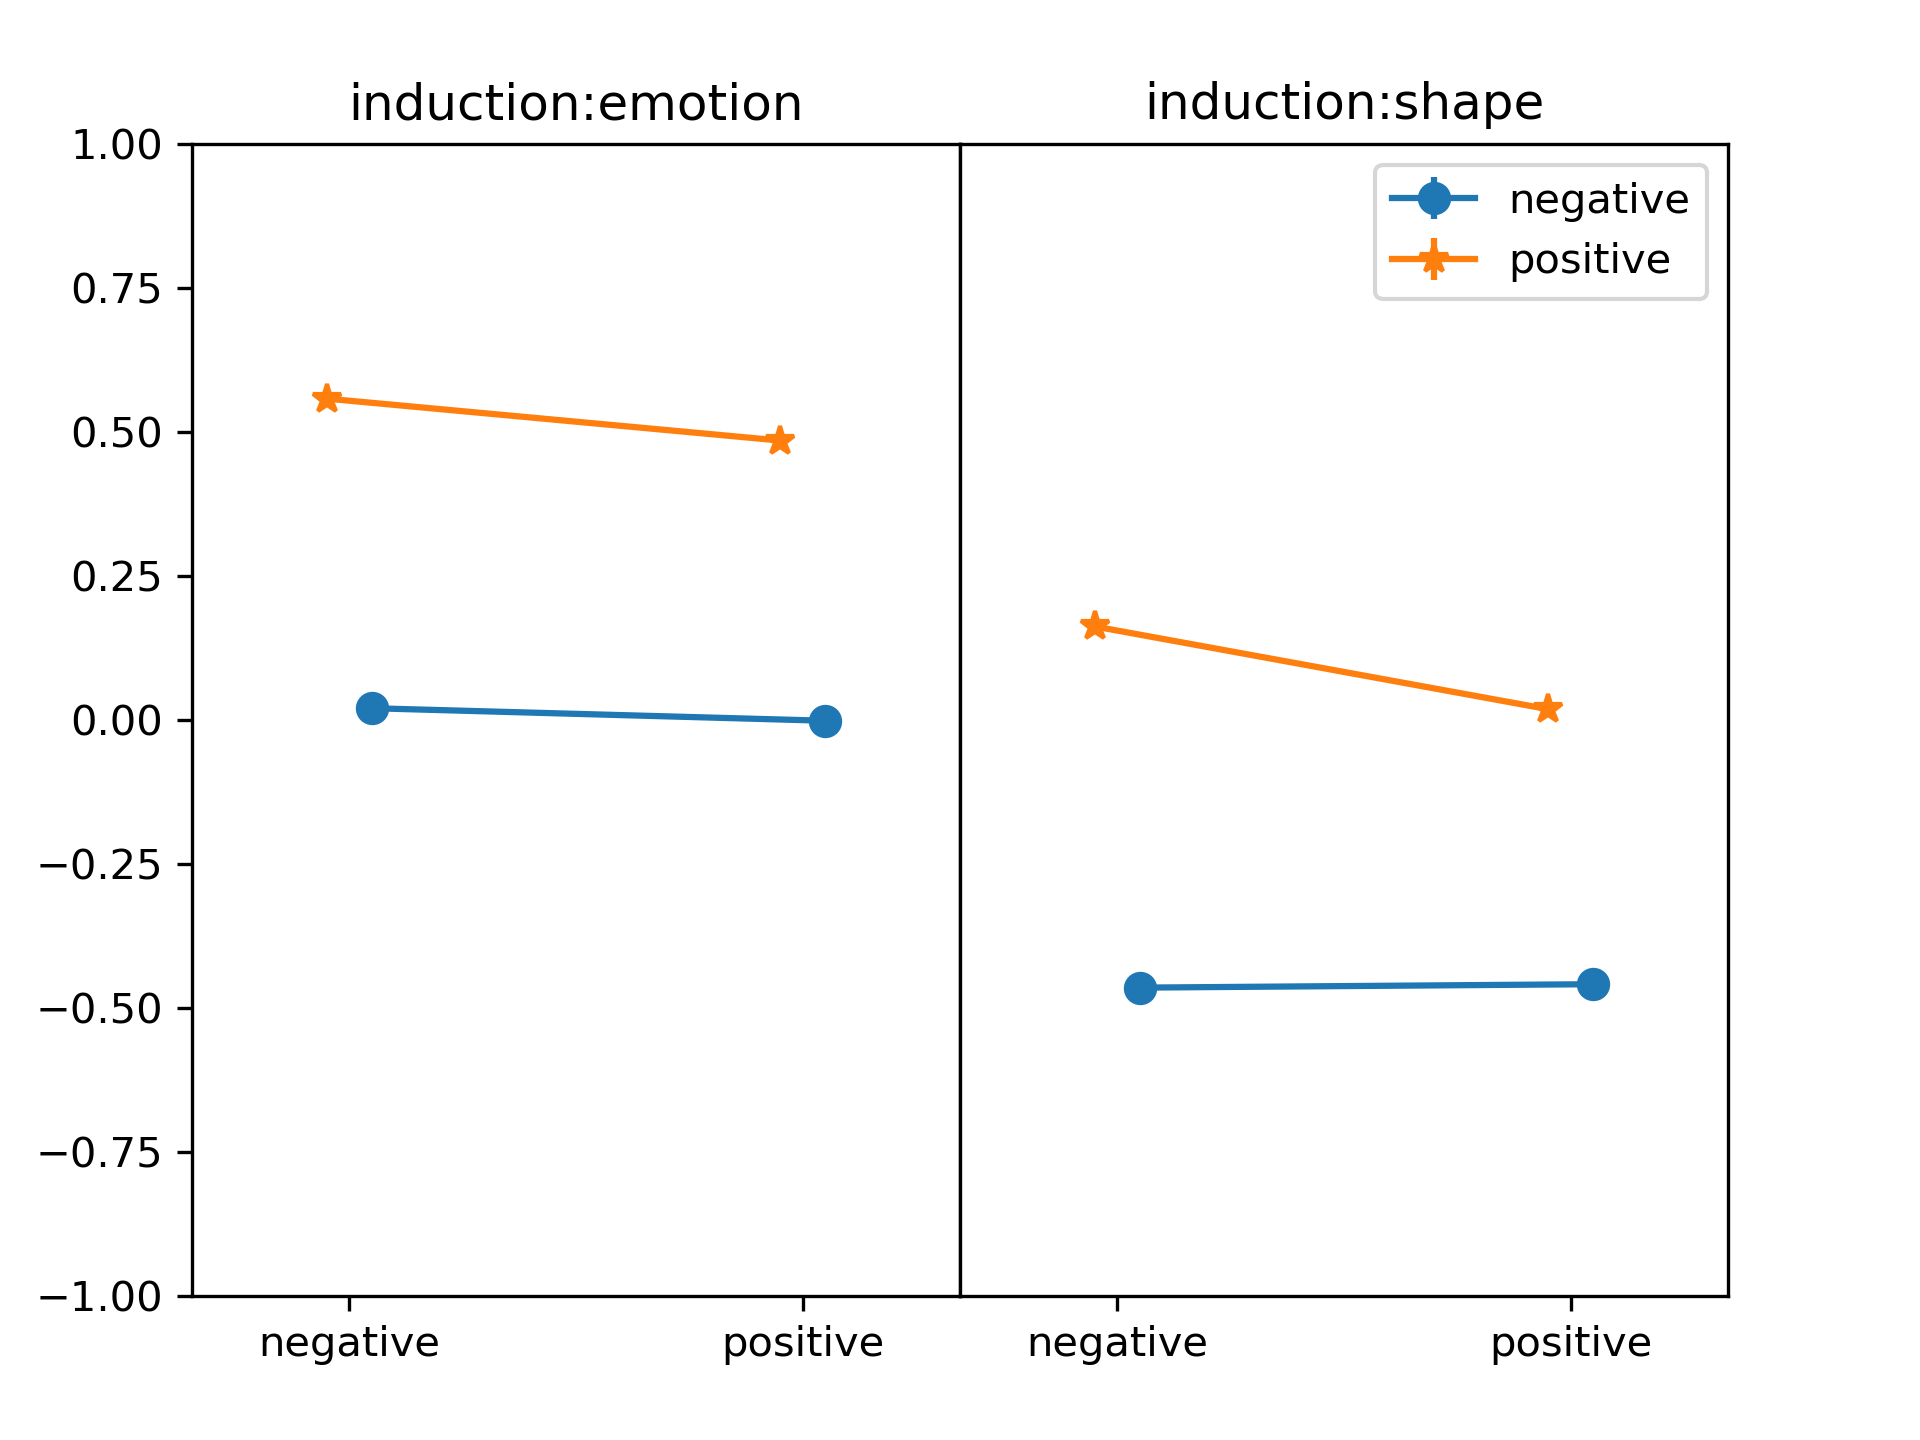 induction:emotion
induction:shape
1.00
0.75
0.50
0.25
0.00
−0.25
−0.50
−0.75
−1.00
negative
positive
negative
positive
negative
positive